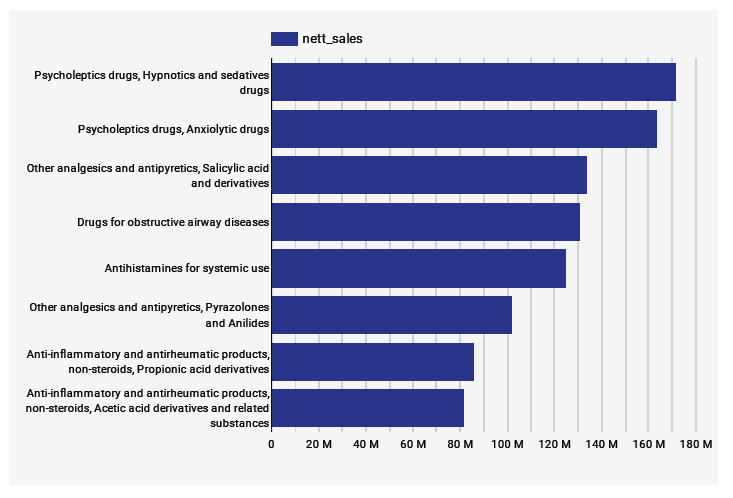 nett_sales
Psycholeptics drugs, Hypnotics and sedatives
drugs
Psycholeptics drugs, Anxiolytic drugs
Other analgesics and antipyretics, Salicylic acid
and derivatives
Drugs for obstructive airway diseases
Antihistamines for systemic use
Other analgesics and antipyretics, Pyrazolones
and Anilides
Anti-inflammatory and antirheumatic products,
non-steroids, Propionic acid derivatives
Anti-inflammatory and antirheumatic products,
non-steroids, Acetic acid derivatives and related
substances
0 20 M 40 M 60 M 80 M 100 M 120 M 140 M 160 M 180 M